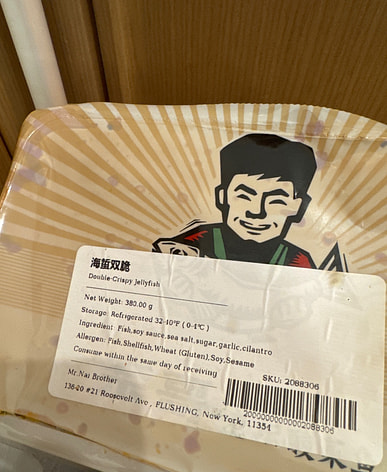 海蜇双脆
Double-Crispy Jellyfish
Net Weight: 380.00 g
Storage: Refrigerated 32-10°F ( 0-4℃ )
Ingredient: Fish,soy sauce,sea salt,sugar,garlic,cilantro
Allergen: Fish,Shellfish,Wheat (Gluten),Soy,Sesame
Consume within the same day of receiving
SKU: 2088306
Mr.Nai Brother
136-20 #21 Roosevelt Ave , FLUSHING, New York, 11354
2000000000002088306